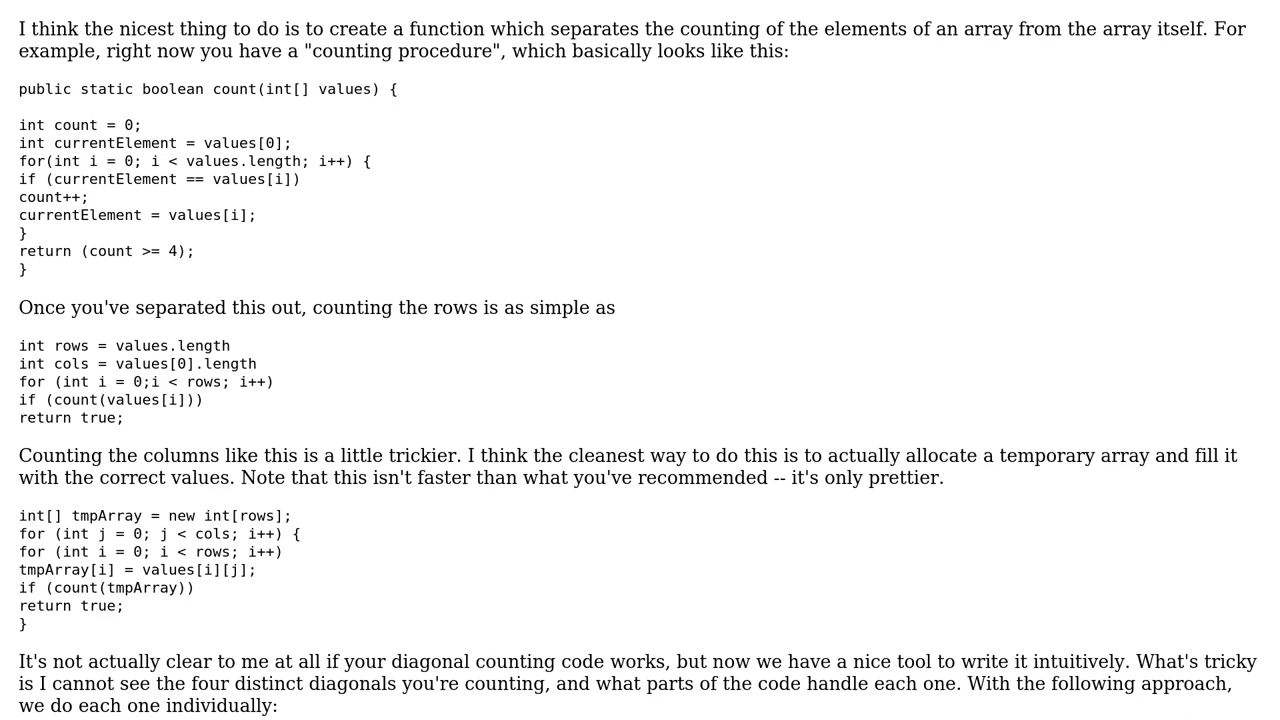 I think the nicest thing to do is to create a function which separates the counting of the elements of an array from the array itself. For
example, right now you have a "counting procedure", which basically looks like this:
public static boolean count(int[] values) {
int count = 0;
int currentElement = values[0];
for(int i = 0; i < values.length; i++) {
if (currentElement == values[i])
count++;
currentElement = values[i];
}
return (count >= 4);
}
Once you've separated this out, counting the rows is as simple as
int rows = values.length
int cols = values[0].length
for (int i = 0;i < rows; i++)
if (count(values[i]))
return true;
Counting the columns like this is a little trickier. I think the cleanest way to do this is to actually allocate a temporary array and fill it
with the correct values. Note that this isn't faster than what you've recommended -- it's only prettier.
int[] tmpArray = new int[rows];
for (int j = 0; j < cols; i++) {
for (int i = 0; i < rows; i++)
tmpArray[i] = values[i][j];
if (count(tmpArray))
return true;
}
It's not actually clear to me at all if your diagonal counting code works, but now we have a nice tool to write it intuitively. What's tricky
is I cannot see the four distinct diagonals you're counting, and what parts of the code handle each one. With the following approach,
we do each one individually: